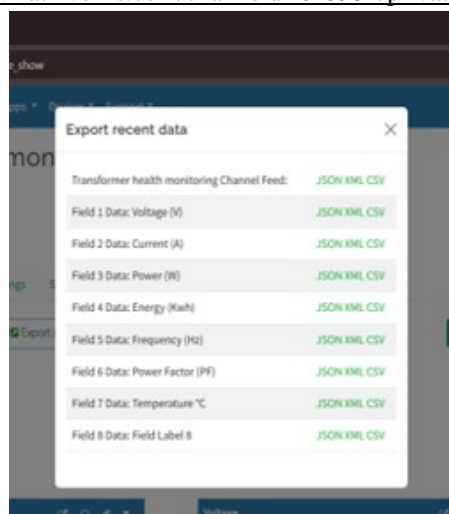 e_show
Export recent data
Transformer health monitoring Channel Feed: JSON XML CSV
Field 1 Data: Voltage (V) JSON XML CSV
Field 2 Data: Current (A) JSON XML CSV
Field 3 Data: Power (W) JSON XML CSV
Field 4 Data: Energy (Kwh) JSON XML CSV
Field 5 Data: Frequency (Hz) JSON XML CSV
Field 6 Data: Power Factor (PF) JSON XML CSV
Field 7 Data: Temperature °C JSON XML CSV
Field 8 Data: Field Label 8 JSON XML CSV
mon
Export
Voltage